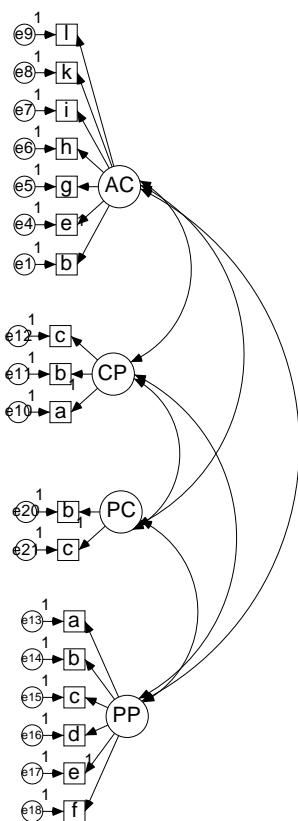 1
e9 l
1
e8 k
1
e7 i
1
e6 h
1
e5 g AC
1
e4 e
1
e1 b
1
e12 c
1
e11 b CP
1
1
e10 a
1
e20 b PC
1
1
e21 c
1
e13 a
1
e14 b
1
e15 c PP
1
e16 d
1
1
e17 e
1
e18 f